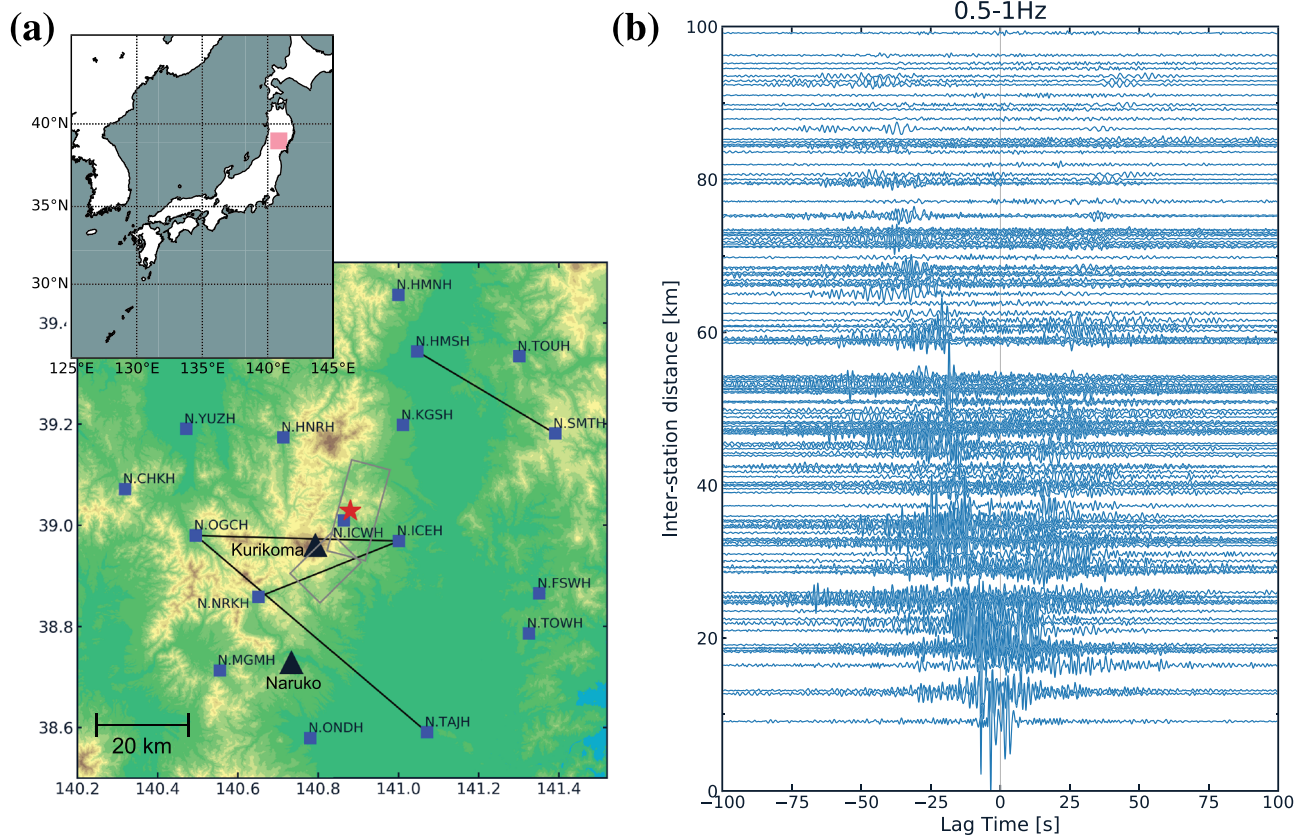 (a)
40°N
35°N
30°N
125°E 130°E 135°E 140°E 145°E
N.HMNH
39.4
N.HMSH
N.TOUH
39.2
N.YUZH
N.HNRH
N.KGSH
N.SMTH
N.CHKH
39.0
N.OGCH
N.ICWH
N.ICEH
Kurikoma
N.NRKH
N.FSWH
38.8
N.TOWH
N.MGMH
Naruko
38.6
20 km
N.ONDH
N.TAJH
140.2 140.4 140.6 140.8 141.0 141.2 141.4
(b)
0.5-1Hz
100
80
60
40
20
0
Inter-station distance [km]
−100 −75 −50 −25 0 25 50 75 100
Lag Time [s]